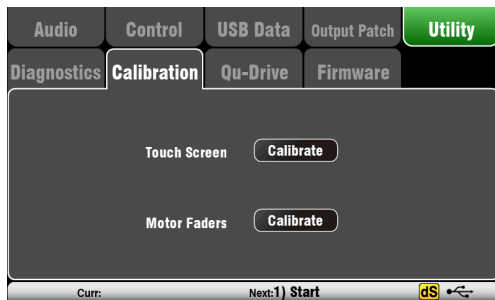 Audio Control USB Data Output Patch Utility
Diagnostics Calibration Qu-Drive Firmware
Touch Screen Calibrate
Motor Faders Calibrate
Curr: Next:1) Start dS